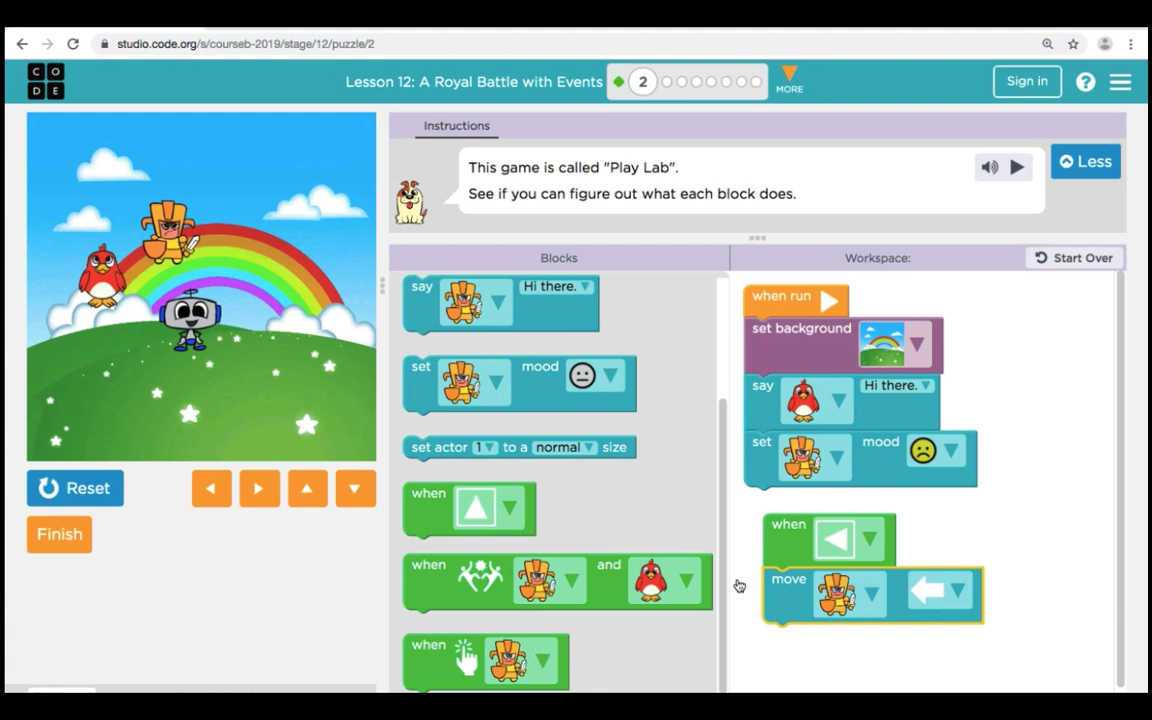 studio.code.org/s/courseb-2019/stage/12/puzzle/2
C O
D E
Lesson 12: A Royal Battle with Events
2
MORE
Sign in
?
Instructions
This game is called "Play Lab".
See if you can figure out what each block does.
Less
Blocks
Workspace:
Start Over
say
Hi there.
set
mood
set actor 1 to a normal size
when
when
and
when
when run
set background
say
Hi there.
set
mood
when
move
Reset
Finish